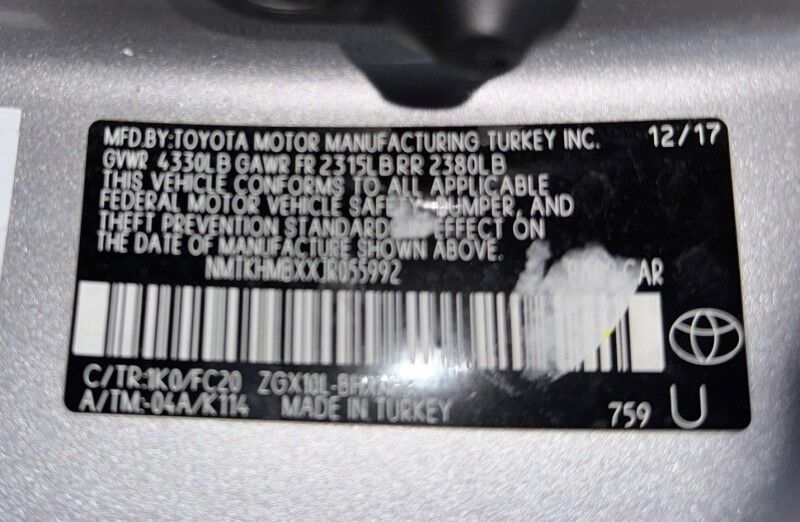 MFD.BY:TOYOTA MOTOR MANUFACTURING TURKEY INC. 12/17
GVWR 4330LB GAWR FR 2315LB RR 2380LB
THIS VEHICLE CONFORMS TO ALL APPLICABLE
FEDERAL MOTOR VEHICLE SAFETY, BUMPER, AND
THEFT PREVENTION STANDARDS EFFECT ON
THE DATE OF MANUFACTURE SHOWN ABOVE.
NMTKHMBXXJR055992 CAR
C/TR:1K0/FC20
A/TM:-04A/K114 MADE IN TURKEY 759 U